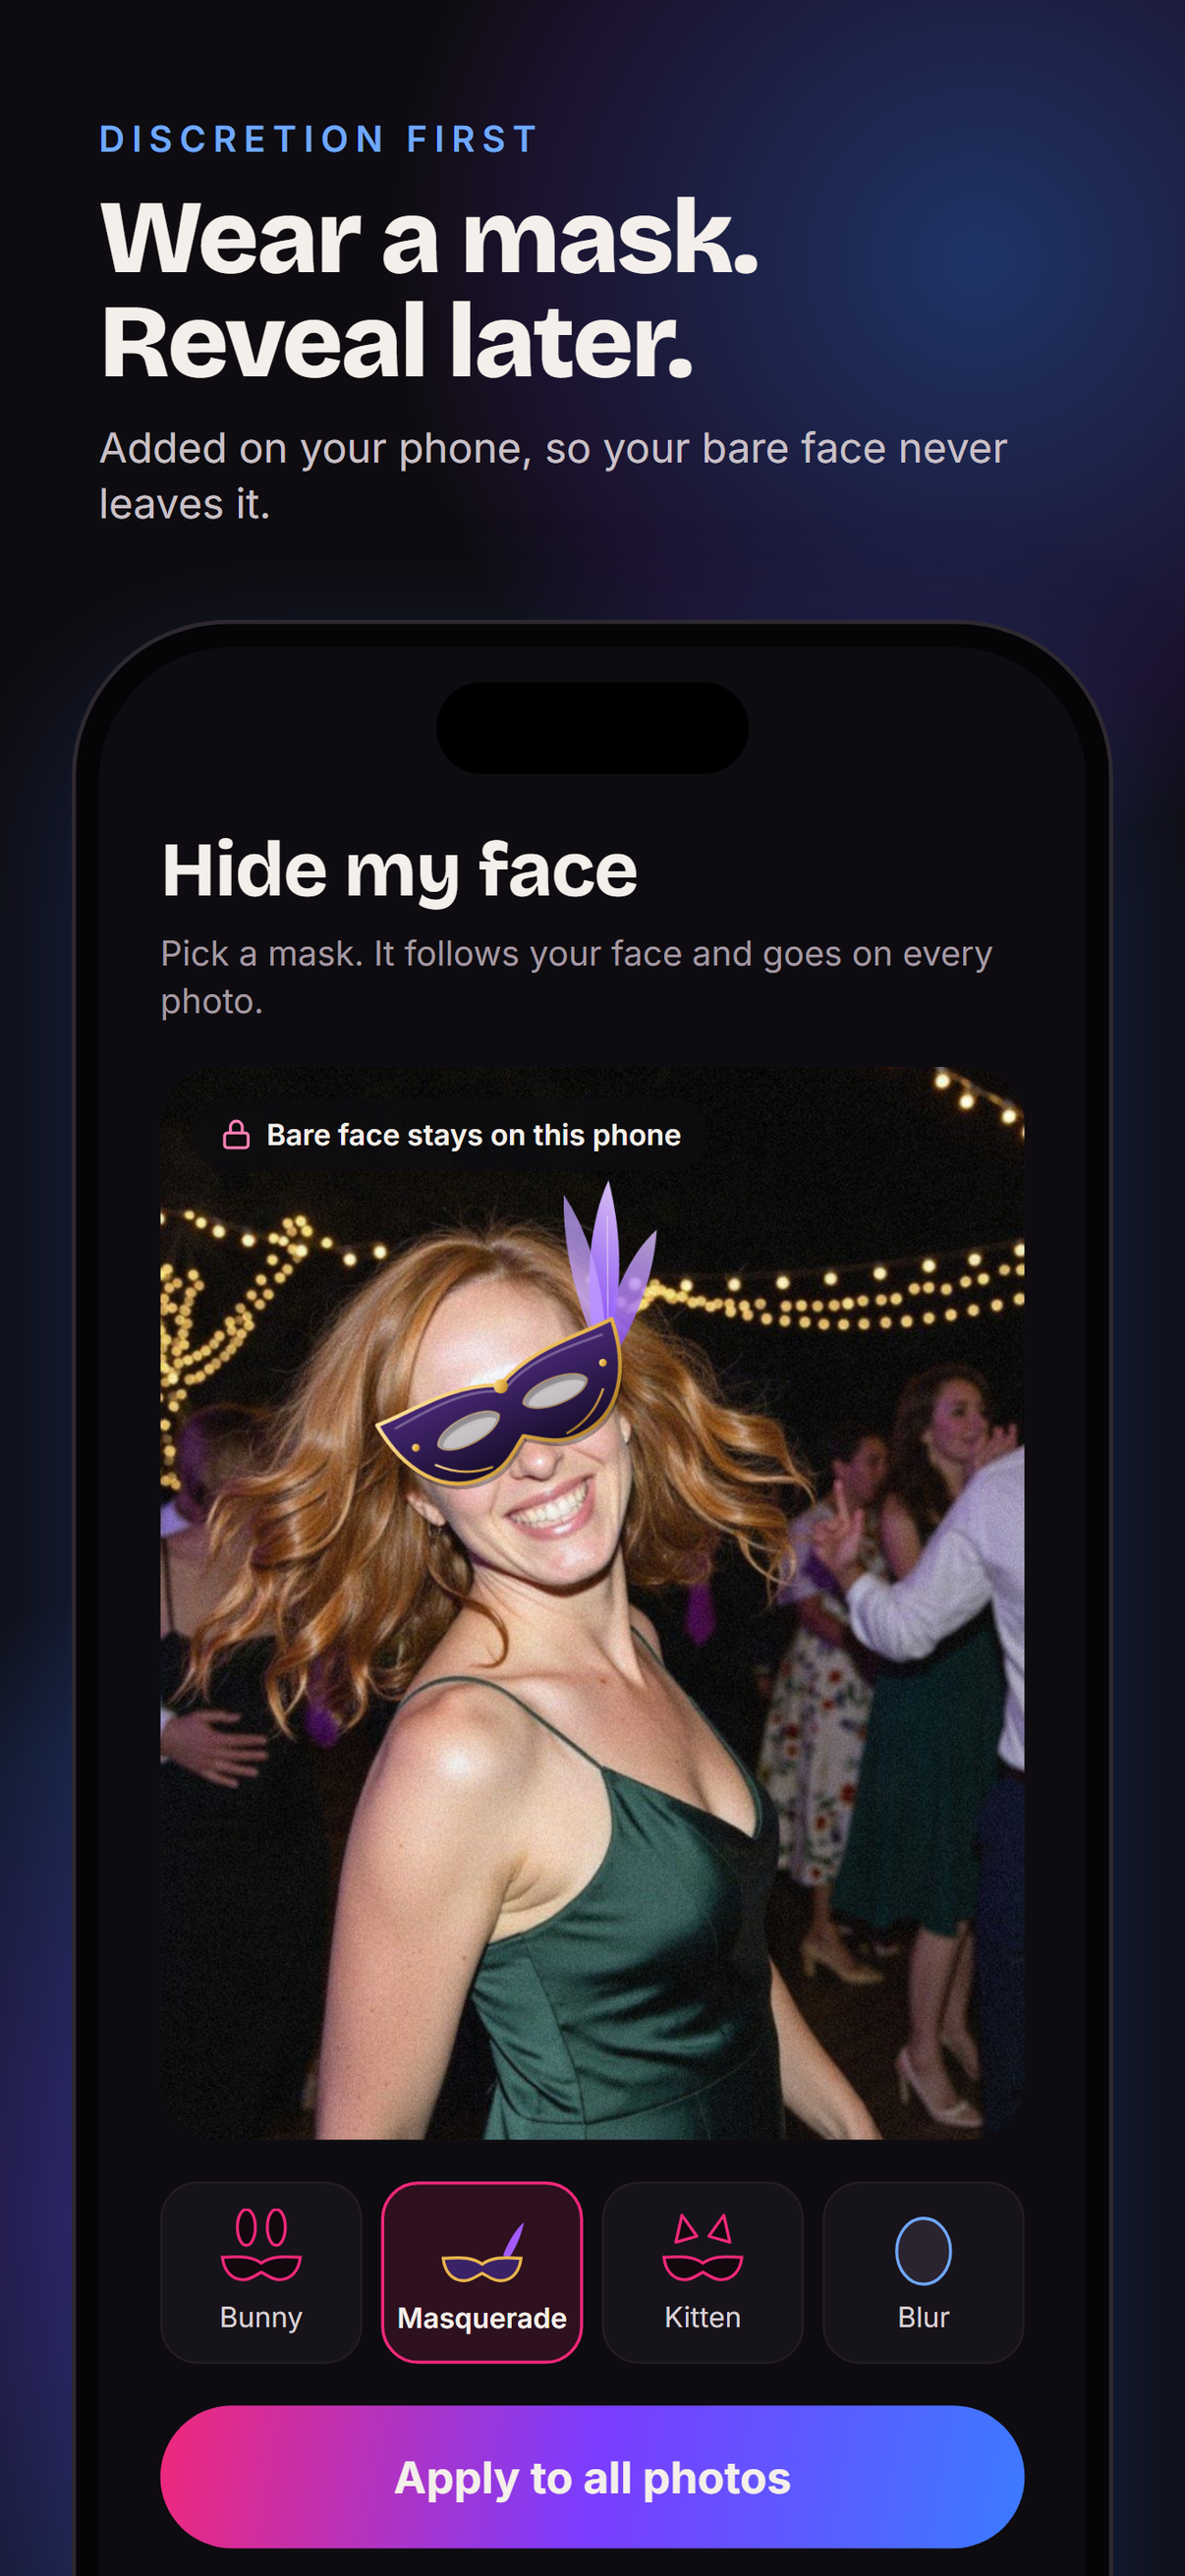 DISCRETION FIRST
Wear a mask.
Reveal later.
Added on your phone, so your bare face never
leaves it.
Hide my face
Pick a mask. It follows your face and goes on every
photo.
Bare face stays on this phone
Bunny
Masquerade
Kitten
Blur
Apply to all photos